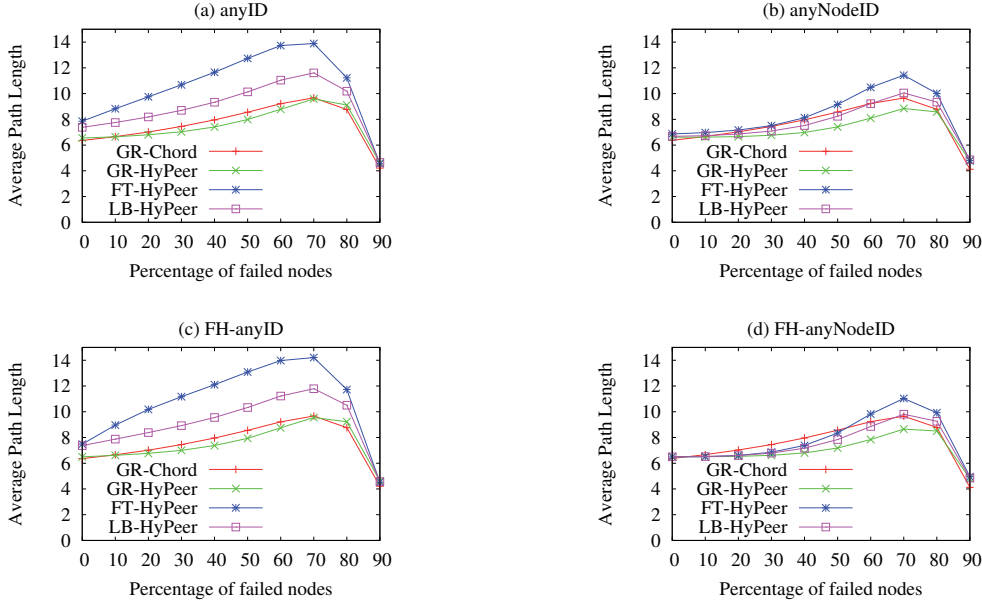 (a) anyID
Average Path Length
14
12
10
8
6
4
2
0
GR-Chord
GR-HyPeer
FT-HyPeer
LB-HyPeer
0 10 20 30 40 50 60 70 80 90
Percentage of failed nodes
(b) anyNodeID
Average Path Length
14
12
10
8
6
4
2
0
GR-Chord
GR-HyPeer
FT-HyPeer
LB-HyPeer
0 10 20 30 40 50 60 70 80 90
Percentage of failed nodes
(c) FH-anyID
Average Path Length
14
12
10
8
6
4
2
0
GR-Chord
GR-HyPeer
FT-HyPeer
LB-HyPeer
0 10 20 30 40 50 60 70 80 90
Percentage of failed nodes
(d) FH-anyNodeID
Average Path Length
14
12
10
8
6
4
2
0
GR-Chord
GR-HyPeer
FT-HyPeer
LB-HyPeer
0 10 20 30 40 50 60 70 80 90
Percentage of failed nodes